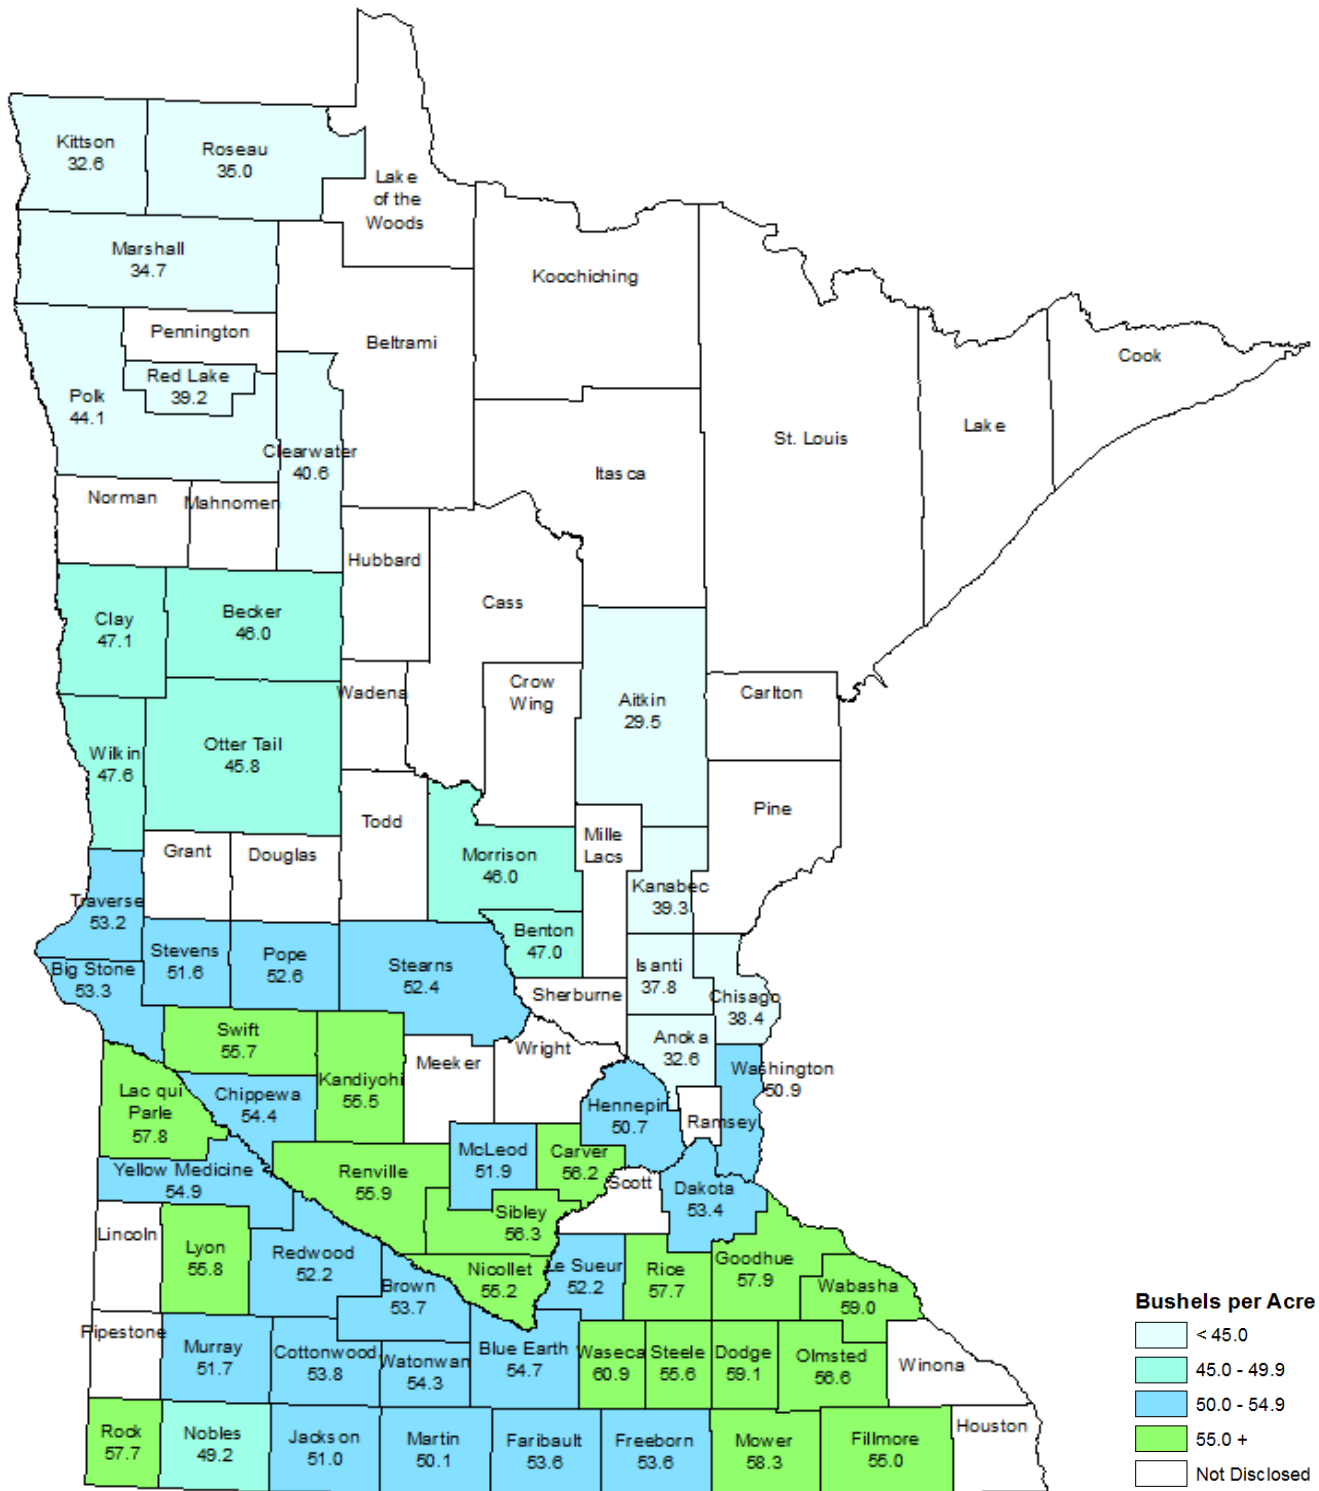 Kittson
32.6
Roseau
35.0
Lake
of the
Woods
Marshall
34.7
Koochiching
Pennington
Beltrami
Cook
Red Lake
39.2
Polk
44.1
Lake
St. Louis
Clearwater
40.6
Itasca
Norman
Mahnomen
Hubbard
Cass
Clay
47.1
Becker
46.0
Wadena
Crow
Wing
Aitkin
29.5
Carlton
Wilkin
47.6
Otter Tail
45.8
Todd
Pine
Grant
Douglas
Morrison
46.0
Mille
Lacs
Kanabec
39.3
Traverse
53.2
Stevens
51.6
Pope
52.6
Stearns
52.4
Benton
47.0
Isanti
37.8
Big Stone
53.3
Sherburne
Chisago
38.4
Swift
55.7
Anoka
32.6
Wright
Meeker
Washington
50.9
Kandiyohi
55.5
Lac qui
Parle
57.8
Chippewa
54.4
Hennepin
50.7
Ramsey
McLeod
51.9
Carver
56.2
Yellow Medicine
54.9
Renville
55.9
Scott
Dakota
53.4
Sibley
56.3
Lincoln
Lyon
55.8
Redwood
52.2
Nicollet
55.2
Le Sueur
52.2
Rice
57.7
Goodhue
57.9
Wabasha
59.0
Brown
53.7
Pipestone
Murray
51.7
Cottonwood
53.8
Watonwan
54.3
Blue Earth
54.7
Waseca
60.9
Steele
55.6
Dodge
59.1
Olmsted
56.6
Winona
Rock
57.7
Nobles
49.2
Jackson
51.0
Martin
50.1
Faribault
53.6
Freeborn
53.6
Mower
58.3
Fillmore
55.0
Houston
Bushels per Acre
< 45.0
45.0 - 49.9
50.0 - 54.9
55.0 +
Not Disclosed